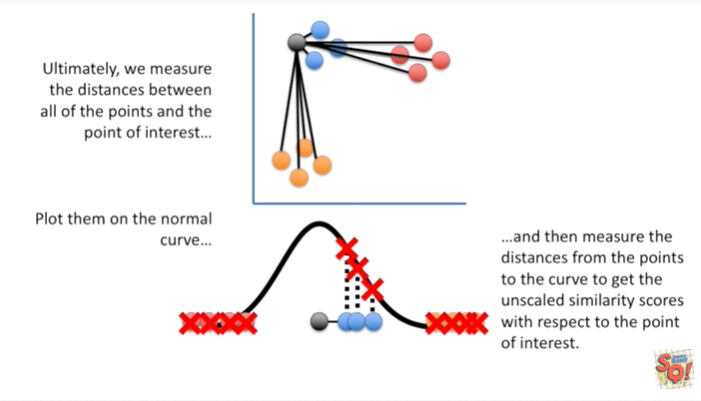 Ultimately, we measure
the distances between
all of the points and the
point of interest...
Plot them on the normal
curve...
...and then measure the
distances from the points
to the curve to get the
unscaled similarity scores
with respect to the point
of interest.
SQ!